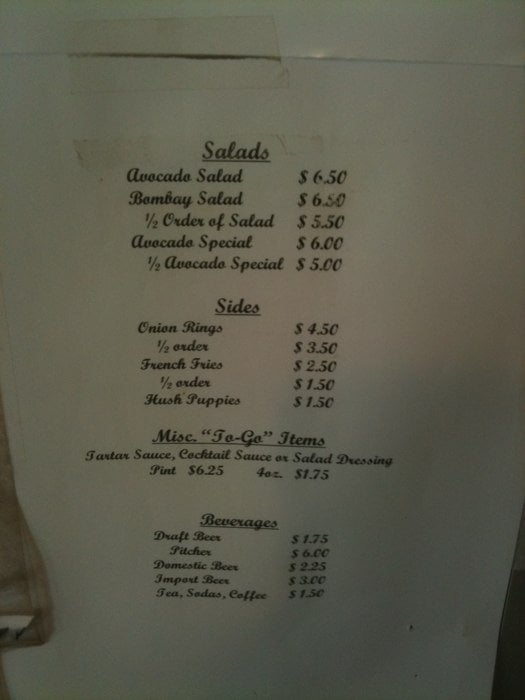 Salads
Avocado Salad $ 6.50
Bombay Salad $ 6.50
½ Order of Salad $ 5.50
Avocado Special $ 6.00
½ Avocado Special $ 5.00
Sides
Onion Rings $ 4.50
½ order $ 3.50
French Fries $ 2.50
½ order $ 1.50
Hush Puppies $ 1.50
Misc. “To-Go” Items
Tartar Sauce, Cocktail Sauce or Salad Dressing
Pint $6.25 4oz. $1.75
Beverages
Draft Beer $ 1.75
Pitcher $ 6.00
Domestic Beer $ 2.25
Import Beer $ 3.00
Tea, Sodas, Coffee $ 1.50